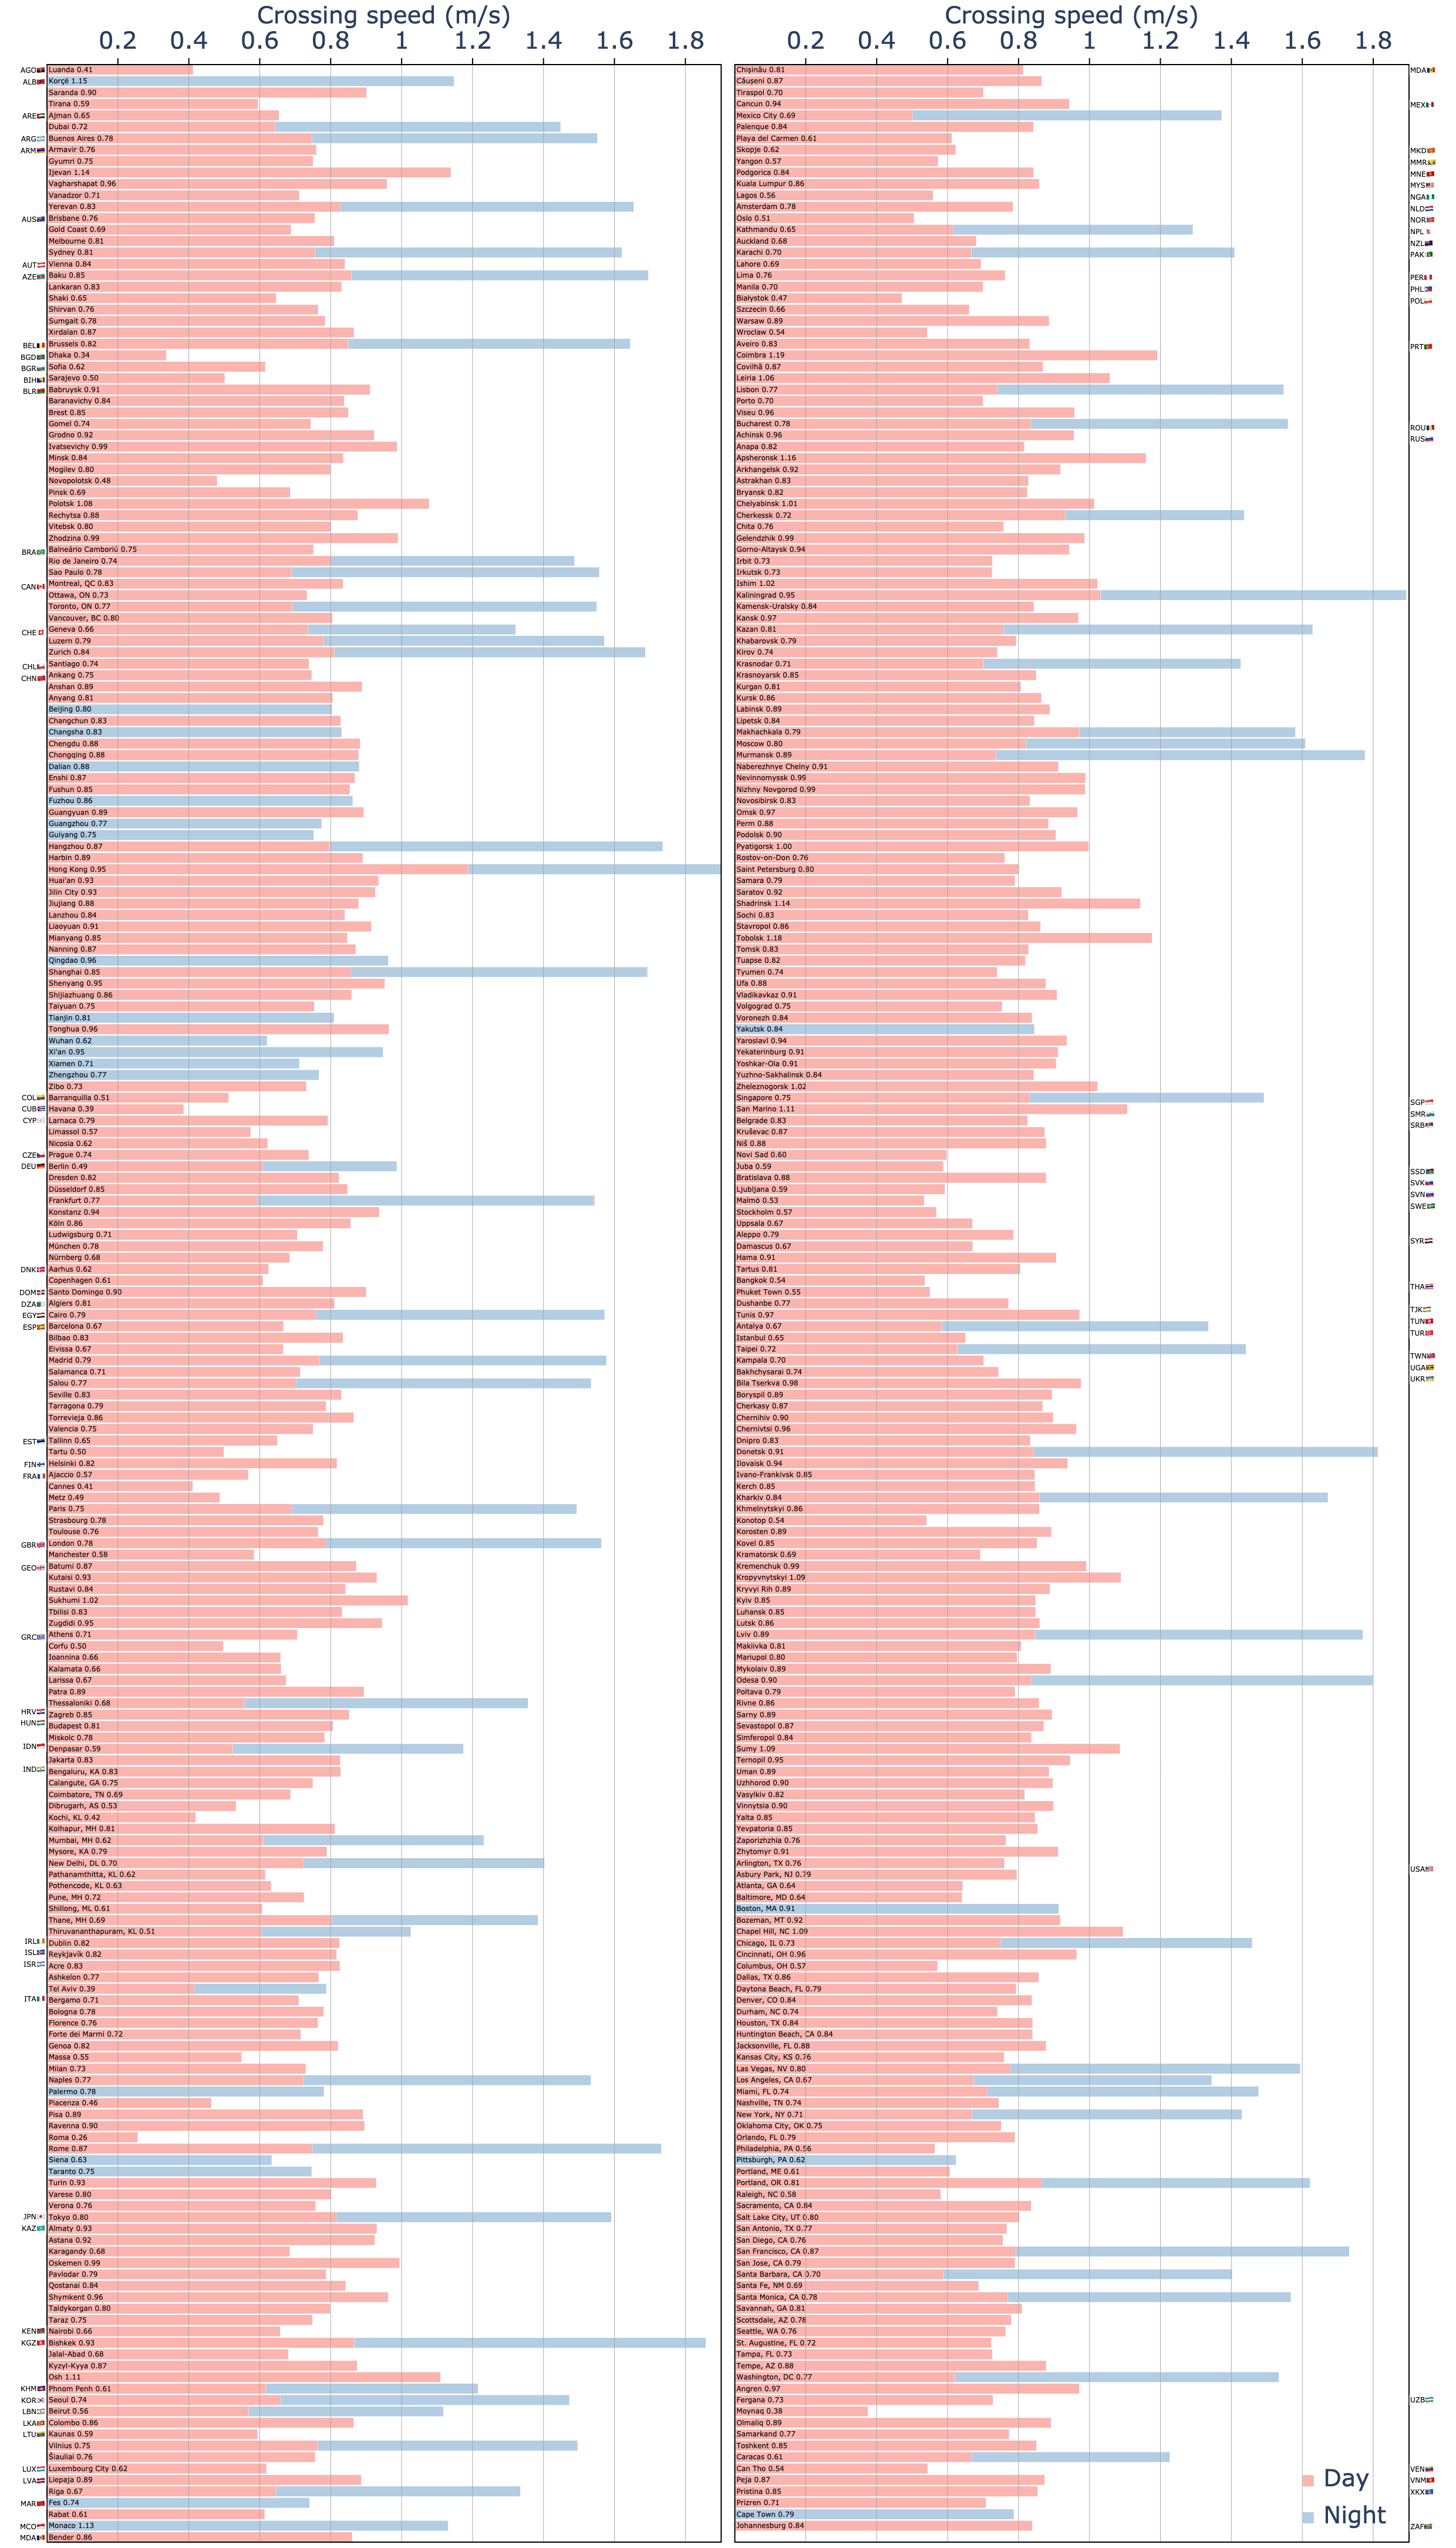 Crossing speed (m/s)
0.2 0.4 0.6 0.8 1 1.2 1.4 1.6 1.8
AGO Luanda 0.41
ALB Korçë 1.15
Saranda 0.90
Tirana 0.59
ARE Ajman 0.65
Dubai 0.72
ARG Buenos Aires 0.78
ARM Armavir 0.76
Gyumri 0.75
Ijevan 1.14
Vagharshapat 0.96
Vanadzor 0.71
Yerevan 0.83
AUS Brisbane 0.76
Gold Coast 0.69
Melbourne 0.81
Sydney 0.81
AUT Vienna 0.84
AZE Baku 0.85
Lankaran 0.83
Shaki 0.65
Shirvan 0.76
Sumgait 0.78
Xırdalan 0.87
BEL Brussels 0.82
BGD Dhaka 0.34
BGR Sofia 0.62
BIH Sarajevo 0.50
BLR Babruysk 0.91
Baranavichy 0.84
Brest 0.85
Gomel 0.74
Grodno 0.92
Ivatsevichy 0.99
Minsk 0.84
Mogilev 0.80
Novopolotsk 0.48
Pinsk 0.69
Polotsk 1.08
Rechytsa 0.88
Vitebsk 0.80
Zhodzina 0.99
BRA Balneário Camboriú 0.75
Rio de Janeiro 0.74
Sao Paulo 0.78
CAN Montreal, QC 0.83
Ottawa, ON 0.73
Toronto, ON 0.77
Vancouver, BC 0.80
CHE Geneva 0.66
Luzern 0.79
Zurich 0.84
CHL Santiago 0.74
CHN Ankang 0.75
Anshan 0.89
Anyang 0.81
Beijing 0.80
Changchun 0.83
Changsha 0.83
Chengdu 0.88
Chongqing 0.88
Dalian 0.88
Enshi 0.87
Fushun 0.85
Fuzhou 0.86
Guangyuan 0.89
Guangzhou 0.77
Guiyang 0.75
Hangzhou 0.87
Harbin 0.89
Hong Kong 0.95
Huai'an 0.93
Jilin City 0.93
Jiujiang 0.88
Lanzhou 0.84
Liaoyuan 0.91
Mianyang 0.85
Nanning 0.87
Qingdao 0.96
Shanghai 0.85
Shenyang 0.95
Shijiazhuang 0.86
Taiyuan 0.75
Tianjin 0.81
Tonghua 0.96
Wuhan 0.62
Xi'an 0.95
Xiamen 0.71
Zhengzhou 0.77
Zibo 0.73
COL Barranquilla 0.51
CUB Havana 0.39
CYP Larnaca 0.79
Limassol 0.57
Nicosia 0.62
CZE Prague 0.74
DEU Berlin 0.49
Dresden 0.82
Düsseldorf 0.85
Frankfurt 0.77
Konstanz 0.94
Köln 0.86
Ludwigsburg 0.71
München 0.78
Nürnberg 0.68
DNK Aarhus 0.62
Copenhagen 0.61
DOM Santo Domingo 0.90
DZA Algiers 0.81
EGY Cairo 0.79
ESP Barcelona 0.67
Bilbao 0.83
Eivissa 0.67
Madrid 0.79
Salamanca 0.71
Salou 0.77
Seville 0.83
Tarragona 0.79
Torrevieja 0.86
Valencia 0.75
EST Tallinn 0.65
Tartu 0.50
FIN Helsinki 0.82
FRA Ajaccio 0.57
Cannes 0.41
Metz 0.49
Paris 0.75
Strasbourg 0.78
Toulouse 0.76
GBR London 0.78
Manchester 0.58
GEO Batumi 0.87
Kutaisi 0.93
Rustavi 0.84
Sukhumi 1.02
Tbilisi 0.83
Zugdidi 0.95
GRC Athens 0.71
Corfu 0.50
Ioannina 0.66
Kalamata 0.66
Larissa 0.67
Patra 0.89
Thessaloniki 0.68
HRV Zagreb 0.85
HUN Budapest 0.81
Miskolc 0.78
IDN Denpasar 0.59
Jakarta 0.83
IND Bengaluru, KA 0.83
Calangute, GA 0.75
Coimbatore, TN 0.69
Dibrugarh, AS 0.53
Kochi, KL 0.42
Kolhapur, MH 0.81
Mumbai, MH 0.62
Mysore, KA 0.79
New Delhi, DL 0.70
Pathanamthitta, KL 0.62
Pothencode, KL 0.63
Pune, MH 0.72
Shillong, ML 0.61
Thane, MH 0.69
Thiruvananthapuram, KL 0.51
IRL Dublin 0.82
ISL Reykjavík 0.82
ISR Acre 0.83
Ashkelon 0.77
Tel Aviv 0.39
ITA Bergamo 0.71
Bologna 0.78
Florence 0.76
Forte dei Marmi 0.72
Genoa 0.82
Massa 0.55
Milan 0.73
Naples 0.77
Palermo 0.78
Piacenza 0.46
Pisa 0.89
Ravenna 0.90
Roma 0.26
Rome 0.87
Siena 0.63
Taranto 0.75
Turin 0.93
Varese 0.80
Verona 0.76
JPN Tokyo 0.80
KAZ Almaty 0.93
Astana 0.92
Karagandy 0.68
Oskemen 0.99
Pavlodar 0.79
Qostanai 0.84
Shymkent 0.96
Taldykorgan 0.80
Taraz 0.75
KEN Nairobi 0.66
KGZ Bishkek 0.93
Jalal-Abad 0.68
Kyzyl-Kyya 0.87
Osh 1.11
KHM Phnom Penh 0.61
KOR Seoul 0.74
LBN Beirut 0.56
LKA Colombo 0.86
LTU Kaunas 0.59
Vilnius 0.75
Šiauliai 0.76
LUX Luxembourg City 0.62
LVA Liepaja 0.89
Riga 0.67
MAR Fes 0.74
Rabat 0.61
MCO Monaco 1.13
MDA Bender 0.86
Crossing speed (m/s)
0.2 0.4 0.6 0.8 1 1.2 1.4 1.6 1.8
Chișinău 0.81 MDA
Căușeni 0.87
Tiraspol 0.70
Cancun 0.94 MEX
Mexico City 0.69
Palenque 0.84
Playa del Carmen 0.61
Skopje 0.62 MKD
Yangon 0.57 MMR
Podgorica 0.84 MNE
Kuala Lumpur 0.86 MYS
Lagos 0.56 NGA
Amsterdam 0.78 NLD
Oslo 0.51 NOR
Kathmandu 0.65 NPL
Auckland 0.68 NZL
Karachi 0.70 PAK
Lahore 0.69
Lima 0.76 PER
Manila 0.70 PHL
Białystok 0.47 POL
Szczecin 0.66
Warsaw 0.89
Wroclaw 0.54
Aveiro 0.83 PRT
Coimbra 1.19
Covilhã 0.87
Leiria 1.06
Lisbon 0.77
Porto 0.70
Viseu 0.96
Bucharest 0.78 ROU
Achinsk 0.96 RUS
Anapa 0.82
Apsheronsk 1.16
Arkhangelsk 0.92
Astrakhan 0.83
Bryansk 0.82
Chelyabinsk 1.01
Cherkessk 0.72
Chita 0.76
Gelendzhik 0.99
Gorno-Altaysk 0.94
Irbit 0.73
Irkutsk 0.73
Ishim 1.02
Kaliningrad 0.95
Kamensk-Uralsky 0.84
Kansk 0.97
Kazan 0.81
Khabarovsk 0.79
Kirov 0.74
Krasnodar 0.71
Krasnoyarsk 0.85
Kurgan 0.81
Kursk 0.86
Labinsk 0.89
Lipetsk 0.84
Makhachkala 0.79
Moscow 0.80
Murmansk 0.89
Naberezhnye Chelny 0.91
Nevinnomyssk 0.99
Nizhny Novgorod 0.99
Novosibirsk 0.83
Omsk 0.97
Perm 0.88
Podolsk 0.90
Pyatigorsk 1.00
Rostov-on-Don 0.76
Saint Petersburg 0.80
Samara 0.79
Saratov 0.92
Shadrinsk 1.14
Sochi 0.83
Stavropol 0.86
Tobolsk 1.18
Tomsk 0.83
Tuapse 0.82
Tyumen 0.74
Ufa 0.88
Vladikavkaz 0.91
Volgograd 0.75
Voronezh 0.84
Yakutsk 0.84
Yaroslavl 0.94
Yekaterinburg 0.91
Yoshkar-Ola 0.91
Yuzhno-Sakhalinsk 0.84
Zheleznogorsk 1.02
Singapore 0.75 SGP
San Marino 1.11 SMR
Belgrade 0.83 SRB
Kruševac 0.87
Niš 0.88
Novi Sad 0.60
Juba 0.59 SSD
Bratislava 0.88 SVK
Ljubljana 0.59 SVN
Malmö 0.53 SWE
Stockholm 0.57
Uppsala 0.67
Aleppo 0.79 SYR
Damascus 0.67
Hama 0.91
Tartus 0.81
Bangkok 0.54 THA
Phuket Town 0.55
Dushanbe 0.77 TJK
Tunis 0.97 TUN
Antalya 0.67 TUR
Istanbul 0.65
Taipei 0.72 TWN
Kampala 0.70 UGA
Bakhchysarai 0.74 UKR
Bila Tserkva 0.98
Boryspil 0.89
Cherkasy 0.87
Chernihiv 0.90
Chernivtsi 0.96
Dnipro 0.83
Donetsk 0.91
Ilovaisk 0.94
Ivano-Frankivsk 0.85
Kerch 0.85
Kharkiv 0.84
Khmelnytskyi 0.86
Konotop 0.54
Korosten 0.89
Kovel 0.85
Kramatorsk 0.69
Kremenchuk 0.99
Kropyvnytskyi 1.09
Kryvyi Rih 0.89
Kyiv 0.85
Luhansk 0.85
Lutsk 0.86
Lviv 0.89
Makiivka 0.81
Mariupol 0.80
Mykolaiv 0.89
Odesa 0.90
Poltava 0.79
Rivne 0.86
Sarny 0.89
Sevastopol 0.87
Simferopol 0.84
Sumy 1.09
Ternopil 0.95
Uman 0.89
Uzhhorod 0.90
Vasylkiv 0.82
Vinnytsia 0.90
Yalta 0.85
Yevpatoria 0.85
Zaporizhzhia 0.76
Zhytomyr 0.91
Arlington, TX 0.76 USA
Asbury Park, NJ 0.79
Atlanta, GA 0.64
Baltimore, MD 0.64
Boston, MA 0.91
Bozeman, MT 0.92
Chapel Hill, NC 1.09
Chicago, IL 0.73
Cincinnati, OH 0.96
Columbus, OH 0.57
Dallas, TX 0.86
Daytona Beach, FL 0.79
Denver, CO 0.84
Durham, NC 0.74
Houston, TX 0.84
Huntington Beach, CA 0.84
Jacksonville, FL 0.88
Kansas City, KS 0.76
Las Vegas, NV 0.80
Los Angeles, CA 0.67
Miami, FL 0.74
Nashville, TN 0.74
New York, NY 0.71
Oklahoma City, OK 0.75
Orlando, FL 0.79
Philadelphia, PA 0.56
Pittsburgh, PA 0.62
Portland, ME 0.61
Portland, OR 0.81
Raleigh, NC 0.58
Sacramento, CA 0.84
Salt Lake City, UT 0.80
San Antonio, TX 0.77
San Diego, CA 0.76
San Francisco, CA 0.87
San Jose, CA 0.79
Santa Barbara, CA 0.70
Santa Fe, NM 0.69
Santa Monica, CA 0.78
Savannah, GA 0.81
Scottsdale, AZ 0.78
Seattle, WA 0.76
St. Augustine, FL 0.72
Tampa, FL 0.73
Tempe, AZ 0.88
Washington, DC 0.77
Angren 0.97
Fergana 0.73 UZB
Moynaq 0.38
Olmaliq 0.89
Samarkand 0.77
Toshkent 0.85
Caracas 0.61
Can Tho 0.54 VEN
Peja 0.87 VNM
Pristina 0.85 XKX
Prizren 0.71
Cape Town 0.79
Johannesburg 0.84 ZAF
Day
Night